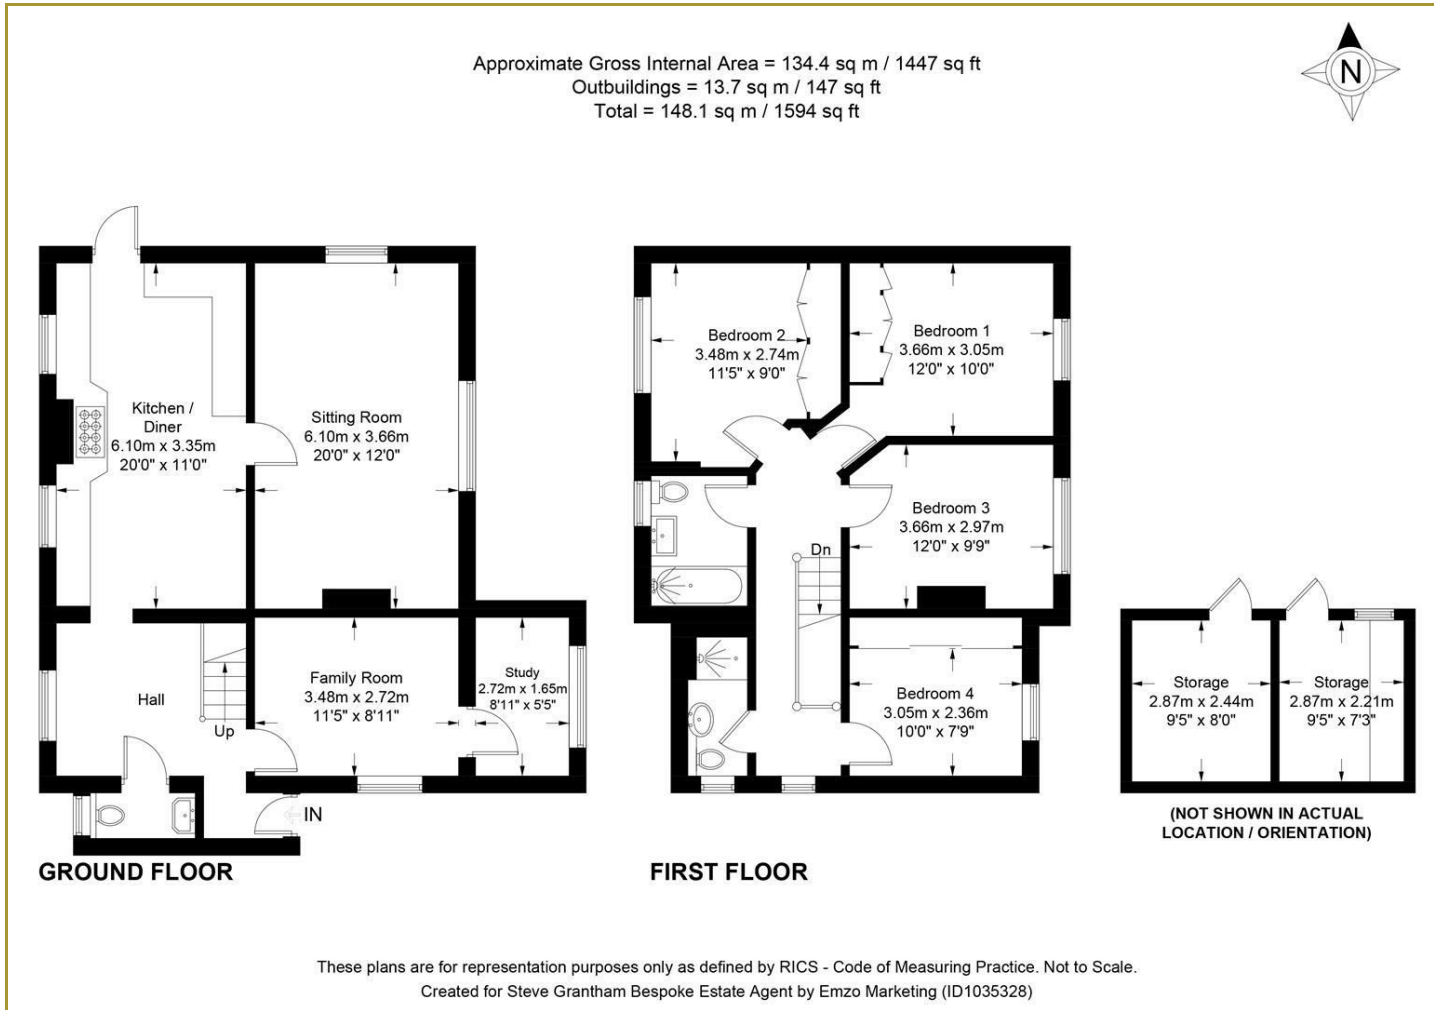 Approximate Gross Internal Area = 134.4 sq m / 1447 sq ft
Outbuildings = 13.7 sq m / 147 sq ft
Total = 148.1 sq m / 1594 sq ft
N
Kitchen /
Diner
6.10m x 3.35m
20'0" x 11'0"
Sitting Room
6.10m x 3.66m
20'0" x 12'0"
Hall
Up
Family Room
3.48m x 2.72m
11'5" x 8'11"
Study
2.72m x 1.65m
8'11" x 5'5"
IN
GROUND FLOOR
Bedroom 2
3.48m x 2.74m
11'5" x 9'0"
Bedroom 1
3.66m x 3.05m
12'0" x 10'0"
Bedroom 3
3.66m x 2.97m
12'0" x 9'9"
Dn
Bedroom 4
3.05m x 2.36m
10'0" x 7'9"
FIRST FLOOR
Storage
2.87m x 2.44m
9'5" x 8'0"
Storage
2.87m x 2.21m
9'5" x 7'3"
(NOT SHOWN IN ACTUAL
LOCATION / ORIENTATION)
These plans are for representation purposes only as defined by RICS - Code of Measuring Practice. Not to Scale.
Created for Steve Grantham Bespoke Estate Agent by Emzo Marketing (ID1035328)